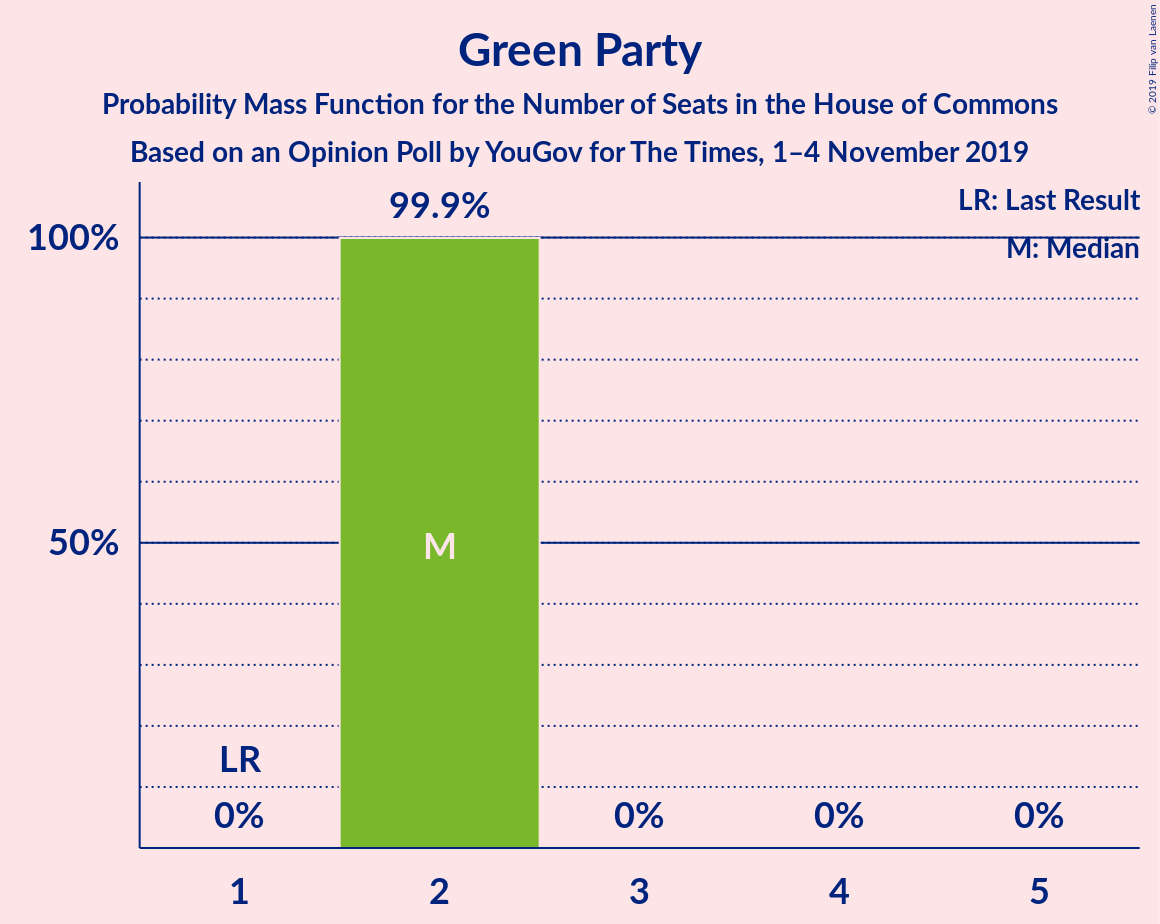 Green Party
Probability Mass Function for the Number of Seats in the House of Commons
Based on an Opinion Poll by YouGov for The Times, 1–4 November 2019
© 2019 Filip van Laenen
LR: Last Result
M: Median
99.9%
100%
50%
M
LR
0%
0%
0%
0%
1 2 3 4 5